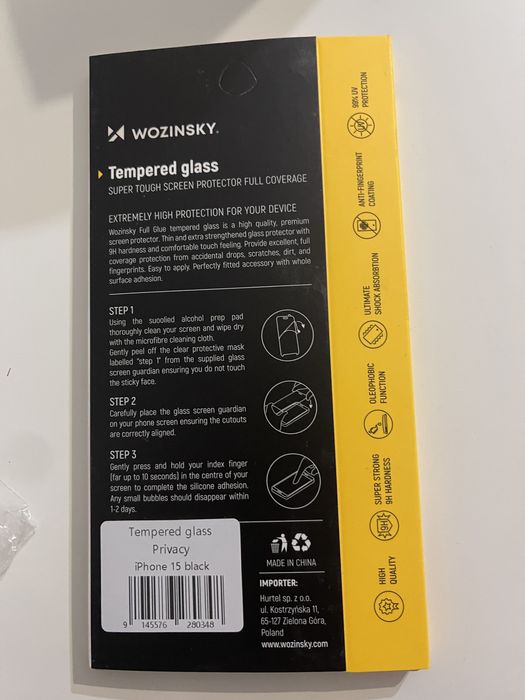 WOZINSKY.
Tempered glass
SUPER TOUGH SCREEN PROTECTOR FULL COVERAGE
EXTREMELY HIGH PROTECTION FOR YOUR DEVICE
Wozinsky Full Glue tempered glass is a high quality, premium
screen protector. Thin and extra strengthened glass protector with
9H hardness and comfortable touch feeling. Provide excellent, full
coverage protection from accidental drops, scratches, dirt, and
fingerprints. Easy to apply. Perfectly fitted accessory with whole
surface adhesion.
STEP 1
Using the suoolied alcohol prep pad
thoroughly clean your screen and wipe dry
with the microfibre cleaning cloth.
Gently peel off the clear protective mask
labelled "step 1" from the supplied glass
screen guardian ensuring you do not touch
the sticky face.
STEP 2
Carefully place the glass screen guardian
on your phone screen ensuring the cutouts
are correctly aligned.
STEP 3
Gently press and hold your index finger
(far up to 10 seconds) in the centre of your
screen to complete the silicone adhesion.
Any small bubbles should disappear within
1-2 days.
Tempered glass
Privacy
iPhone 15 black
9 145576 280348
MADE IN CHINA
IMPORTER:
Hurtel sp. z o.o.
ul. Kostrzyńska 11,
65-127 Zielona Góra,
Poland
www.wozinsky.com
99% UV
PROTECTION
UV
ANTI-FINGERPRINT
COATING
ULTIMATE
SHOCK ABSORBTION
OLEOPHOBIC
FUNCTION
SUPER STRONG
9H HARDNESS
9H
HIGH
QUALITY